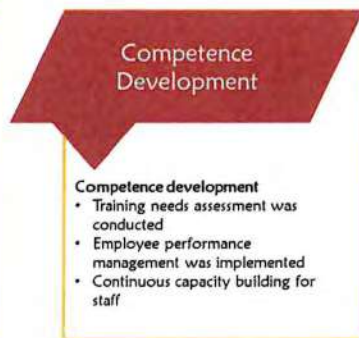 Competence
Development
Competence development
• Training needs assessment was
conducted
• Employee performance
management was implemented
• Continuous capacity building for
staff